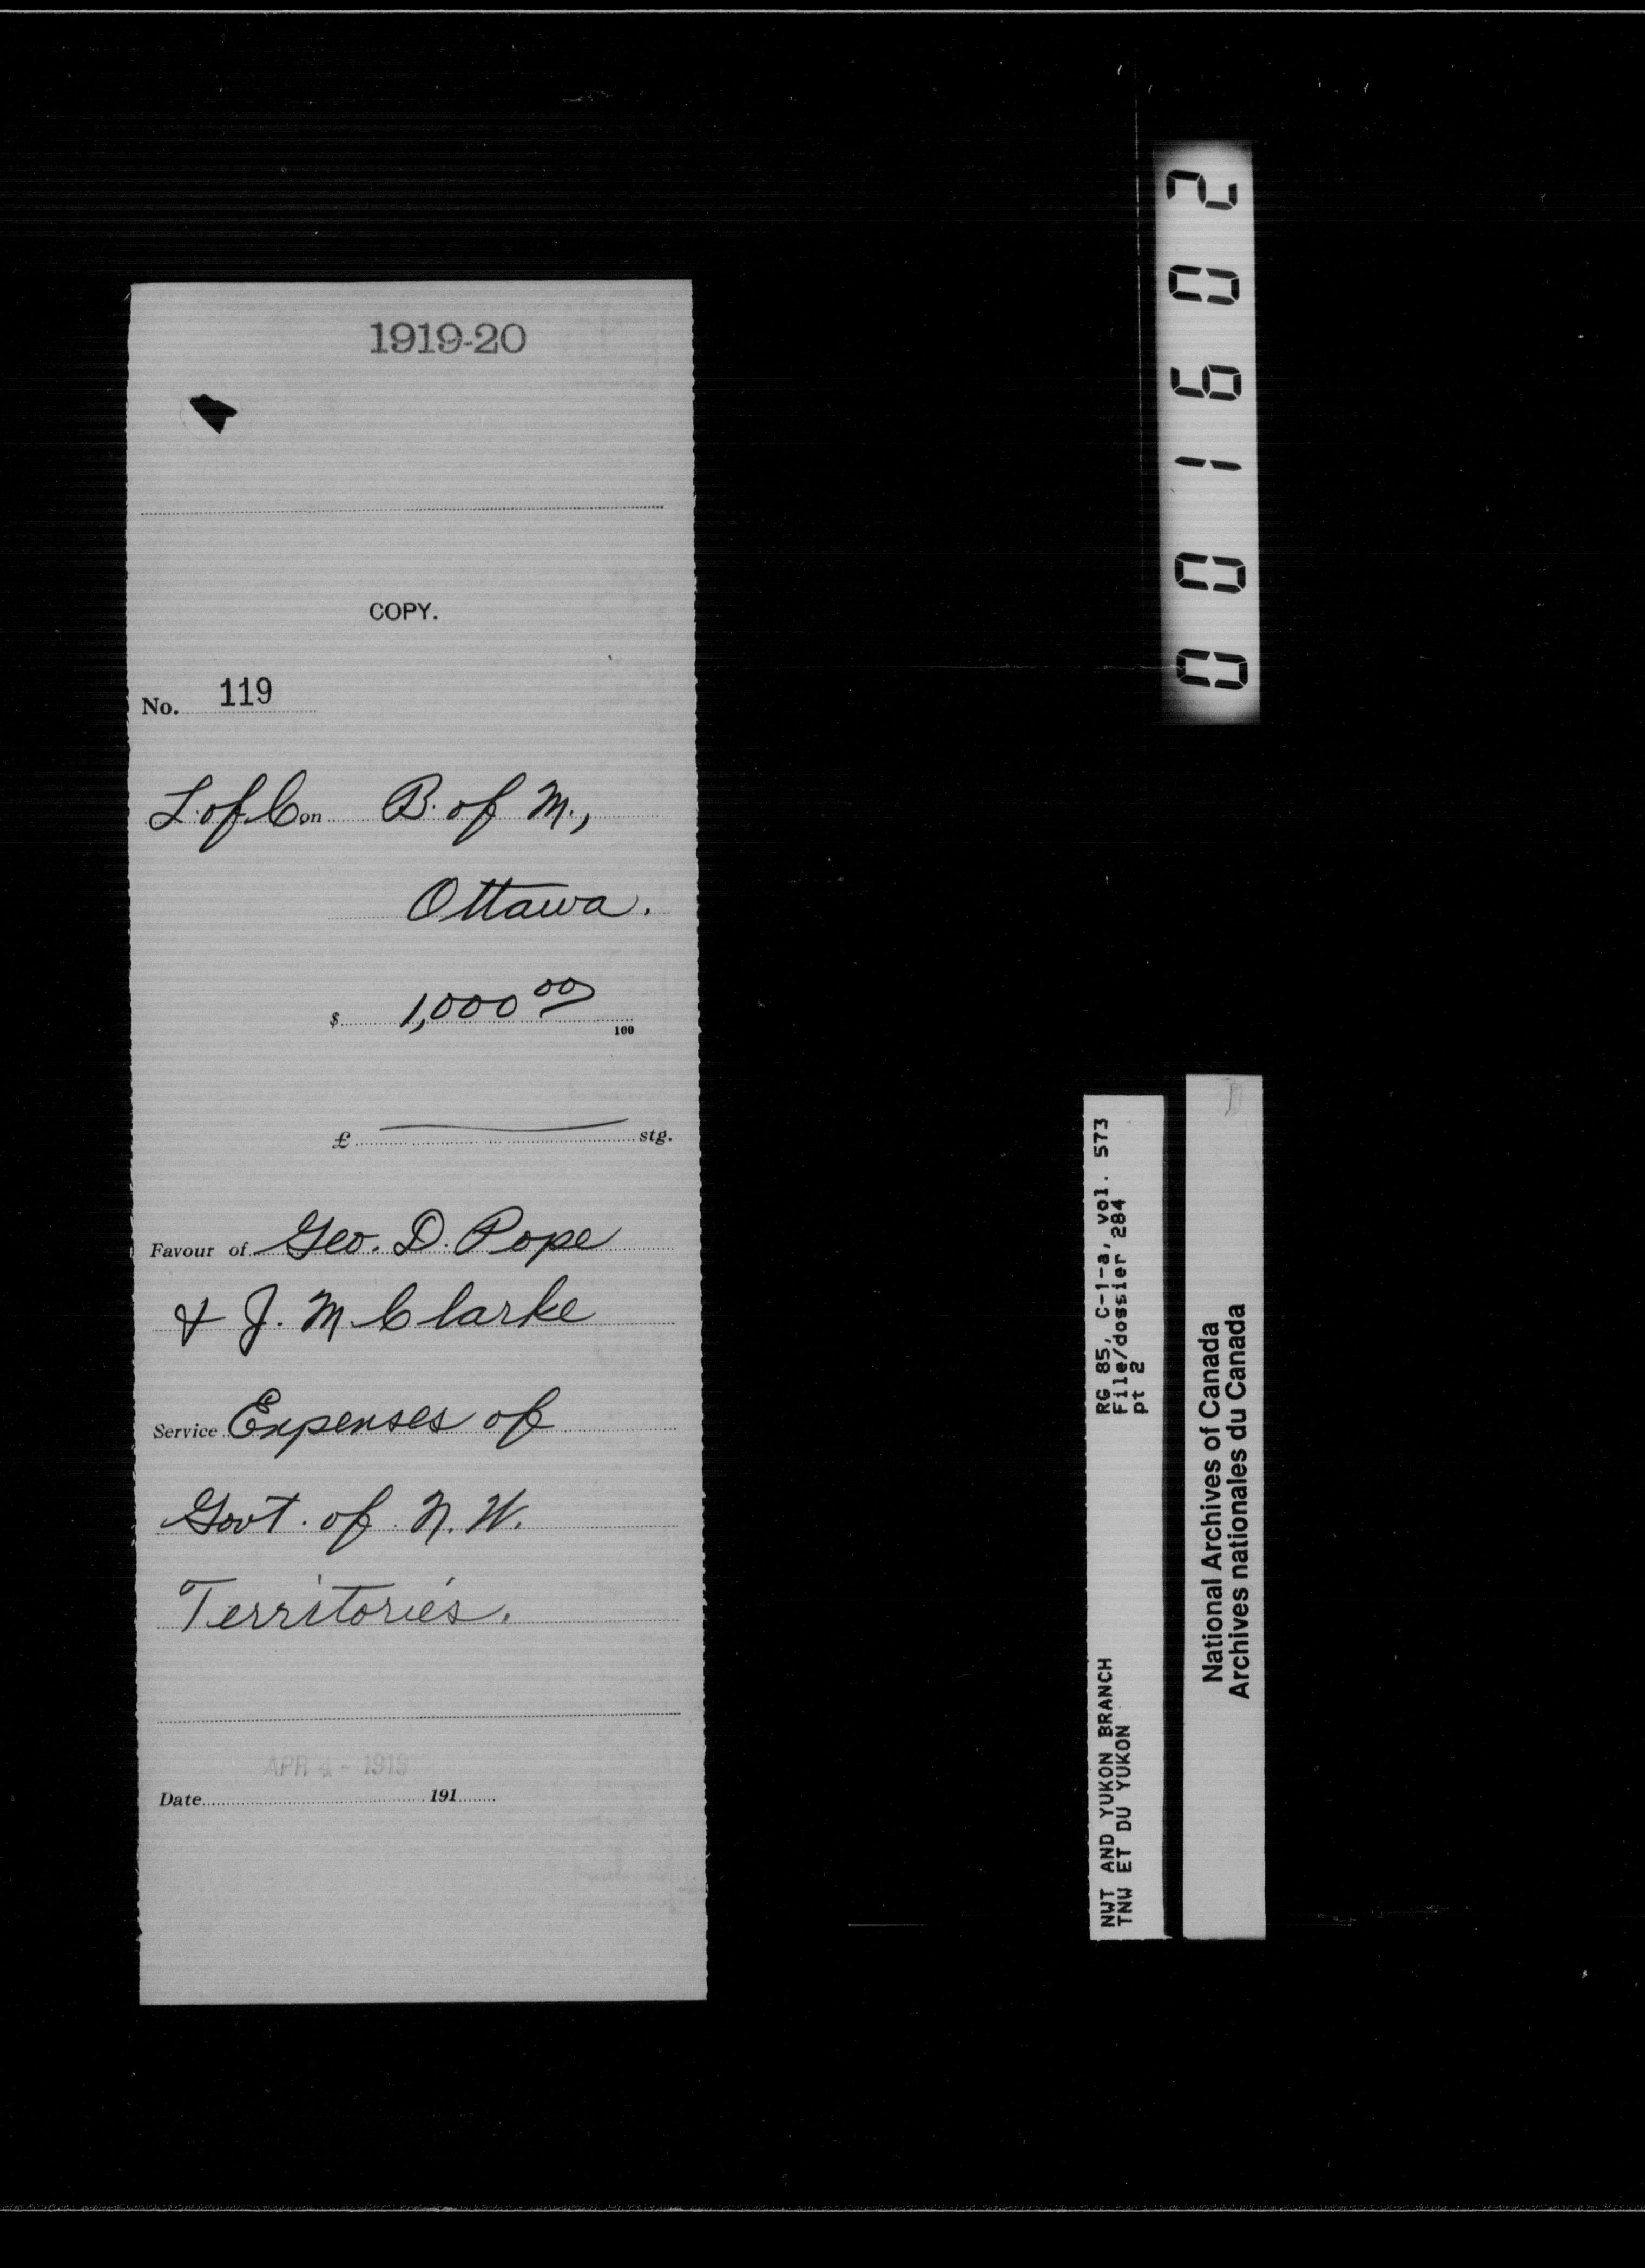 1919-20
COPY.
No. 119
L. of C. on B. of M.,
Ottawa.
$ 1,000 00
100
£ stg.
Favour of Geo. D. Pope
& J. M Clarke
Service Expenses of
Govt. of N. W.
Territories.
APR 4 - 1919
Date 191
001602
RG 85, C-1-a, vol. 573
File/dossier 284
pt 2
NWT AND YUKON BRANCH
TNW ET DU YUKON
National Archives of Canada
Archives nationales du Canada